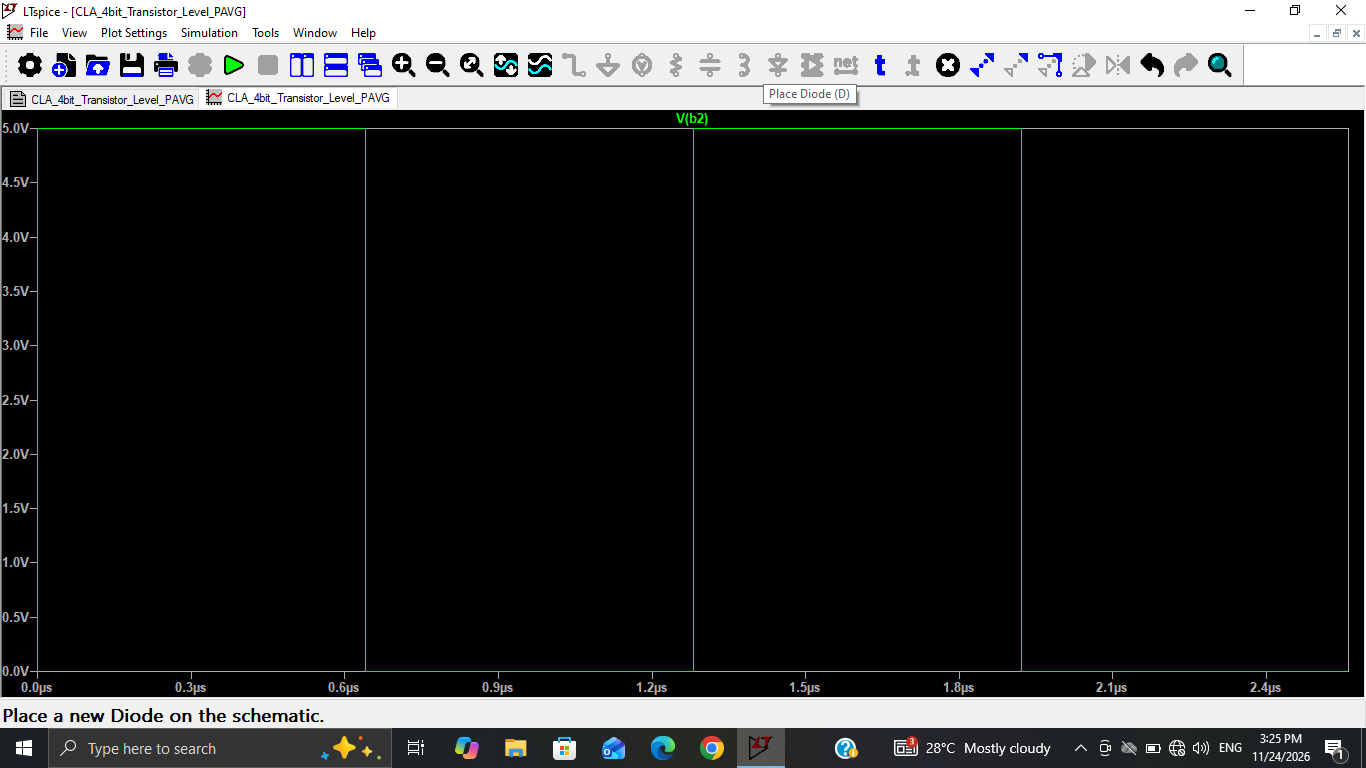 LTspice - [CLA_4bit_Transistor_Level_PAVG]
File View Plot Settings Simulation Tools Window Help
net
t
t
CLA_4bit_Transistor_Level_PAVG
CLA_4bit_Transistor_Level_PAVG
Place Diode (D)
V(b2)
5.0V
4.5V
4.0V
3.5V
3.0V
2.5V
2.0V
1.5V
1.0V
0.5V
0.0V
0.0µs 0.3µs 0.6µs 0.9µs 1.2µs 1.5µs 1.8µs 2.1µs 2.4µs
Place a new Diode on the schematic.
Type here to search
3
28°C Mostly cloudy
ENG
3:25 PM
11/24/2026
1